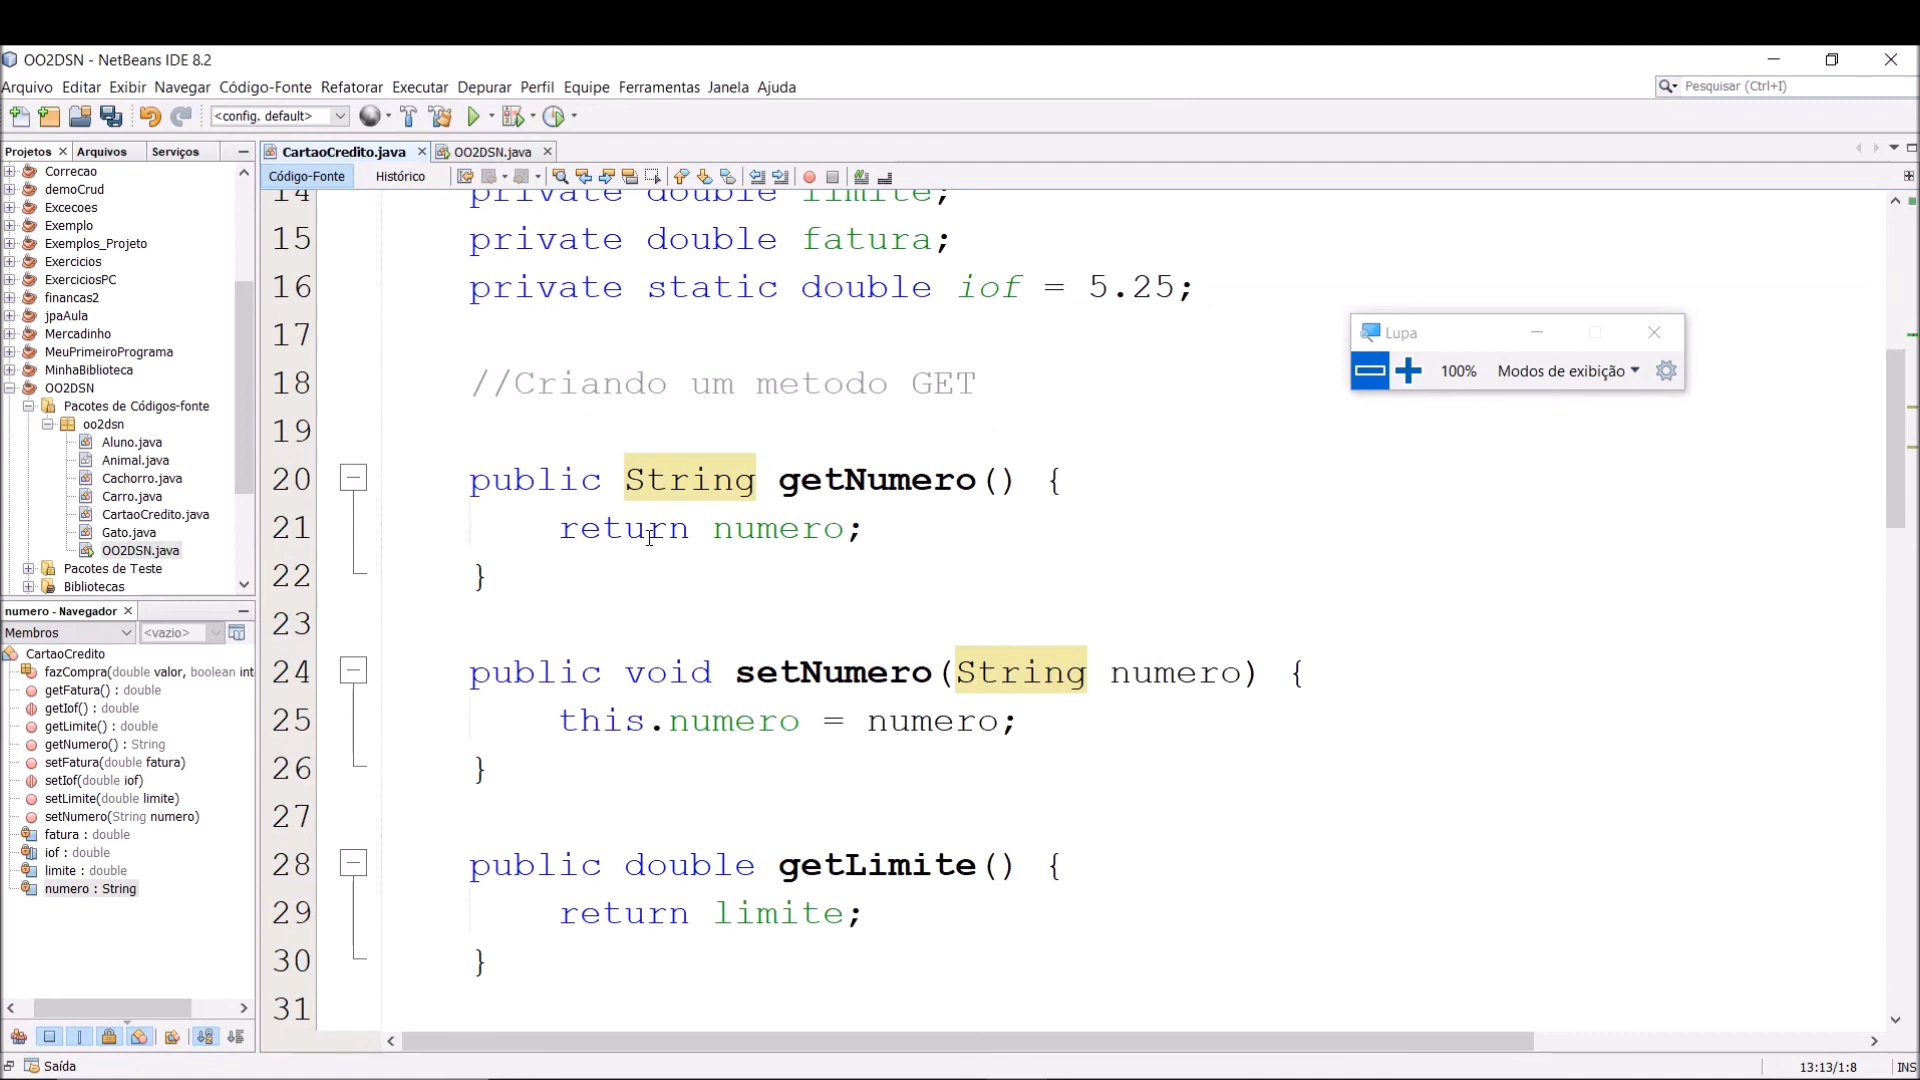 OO2DSN - NetBeans IDE 8.2
Arquivo Editar Exibir Navegar Código-Fonte Refatorar Executar Depurar Perfil Equipe Ferramentas Janela Ajuda
Pesquisar (Ctrl+I)
<config. default>
Projetos Arquivos Serviços
CartaoCredito.java OO2DSN.java
Código-Fonte Histórico
Correcao
demoCrud
Excecoes
Exemplo
Exemplos_Projeto
Exercicios
ExerciciosPC
financas2
jpaAula
Mercadinho
MeuPrimeiroPrograma
MinhaBiblioteca
OO2DSN
Pacotes de Códigos-fonte
oo2dsn
Aluno.java
Animal.java
Cachorro.java
Carro.java
CartaoCredito.java
Gato.java
OO2DSN.java
Pacotes de Teste
Bibliotecas
numero - Navegador
Membros <vazio>
CartaoCredito
fazCompra(double valor, boolean int
getFatura() : double
getIof() : double
getLimite() : double
getNumero() : String
setFatura(double fatura)
setIof(double iof)
setLimite(double limite)
setNumero(String numero)
fatura : double
iof : double
limite : double
numero : String
14 private double limite;
15 private double fatura;
16 private static double iof = 5.25;
17
18 //Criando um metodo GET
19
20 public String getNumero() {
21 return numero;
22 }
23
24 public void setNumero(String numero) {
25 this.numero = numero;
26 }
27
28 public double getLimite() {
29 return limite;
30 }
31
Lupa
100% Modos de exibição
Saída
13:13/1:8 INS